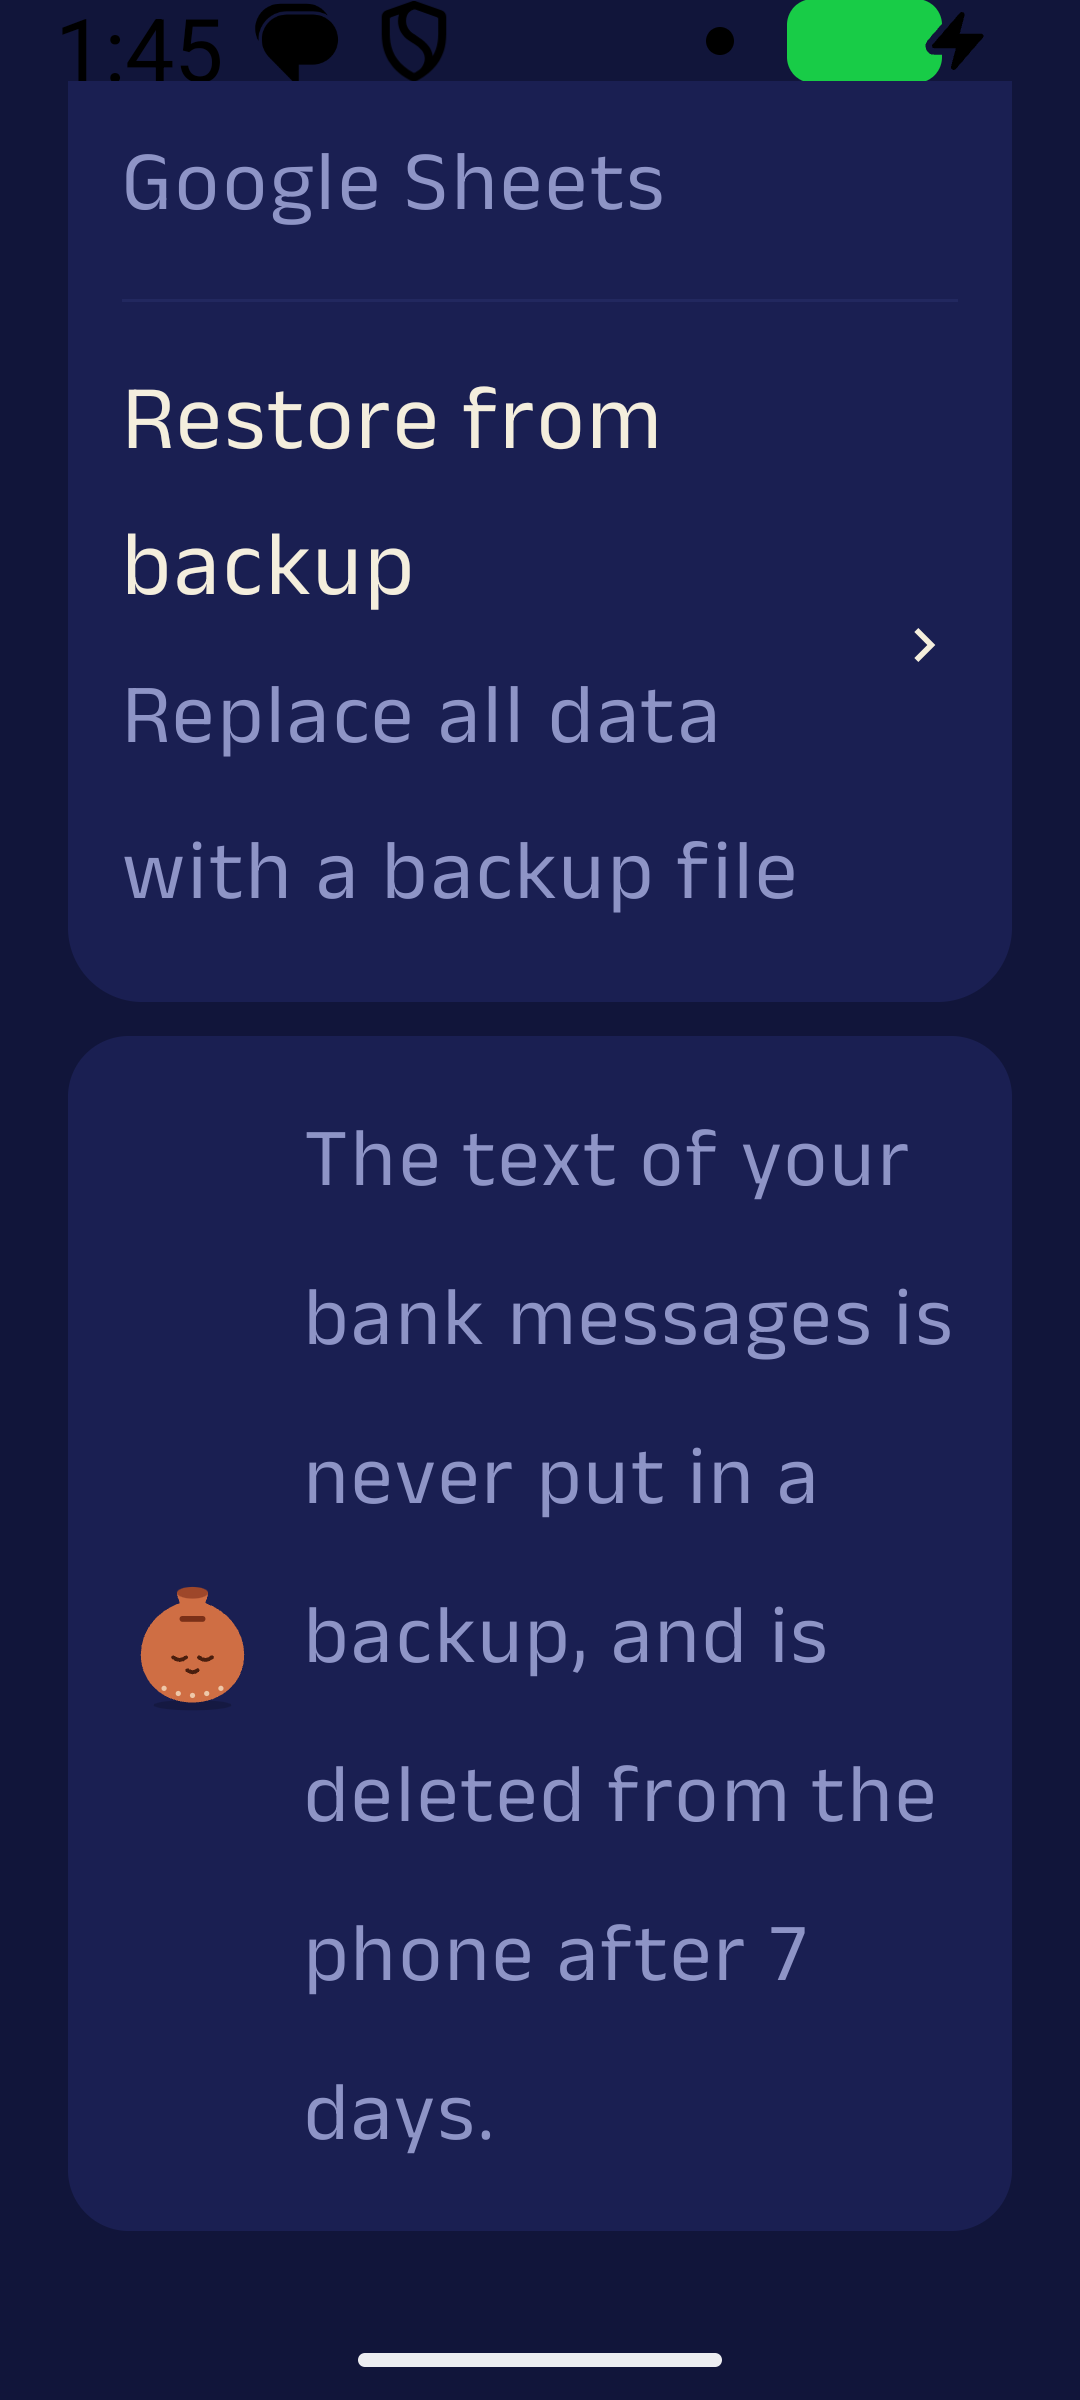 1:45
Google Sheets
Restore from
backup
Replace all data
with a backup file
The text of your
bank messages is
never put in a
backup, and is
deleted from the
phone after 7
days.